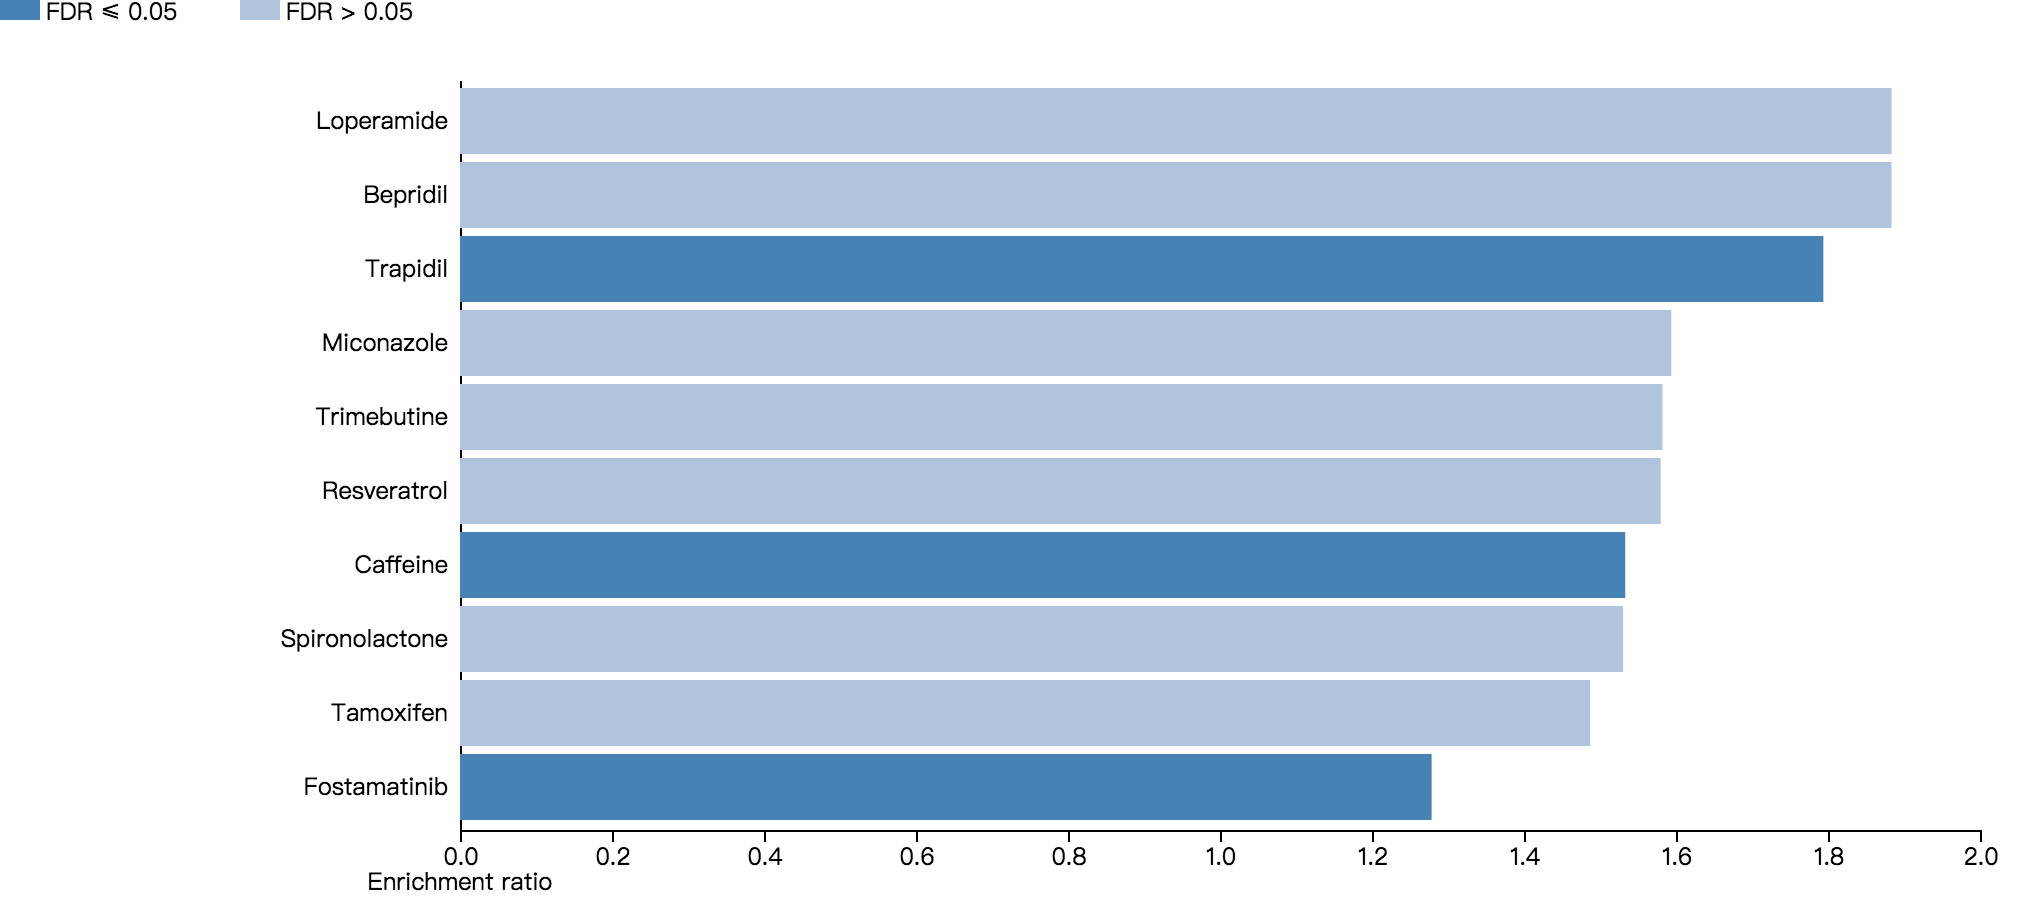 FDR ≤ 0.05 FDR > 0.05
Loperamide
Bepridil
Trapidil
Miconazole
Trimebutine
Resveratrol
Caffeine
Spironolactone
Tamoxifen
Fostamatinib
0.0 0.2 0.4 0.6 0.8 1.0 1.2 1.4 1.6 1.8 2.0
Enrichment ratio